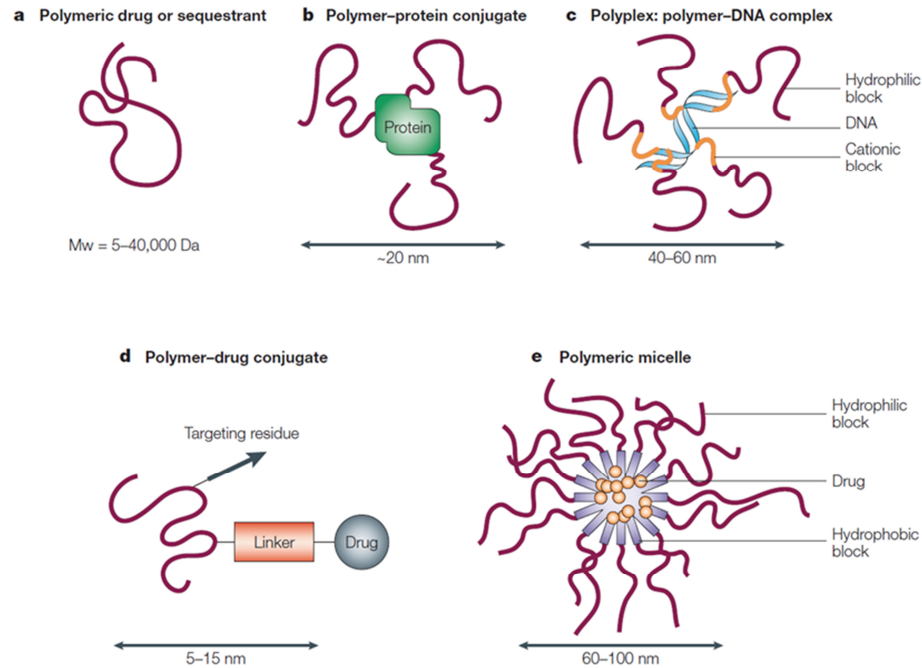 a Polymeric drug or sequestrant
b Polymer–protein conjugate
c Polyplex: polymer–DNA complex
Protein
Hydrophilic
block
DNA
Cationic
block
Mw = 5–40,000 Da
~20 nm
40–60 nm
d Polymer–drug conjugate
e Polymeric micelle
Targeting residue
Linker
Drug
Hydrophilic
block
Drug
Hydrophobic
block
5–15 nm
60–100 nm